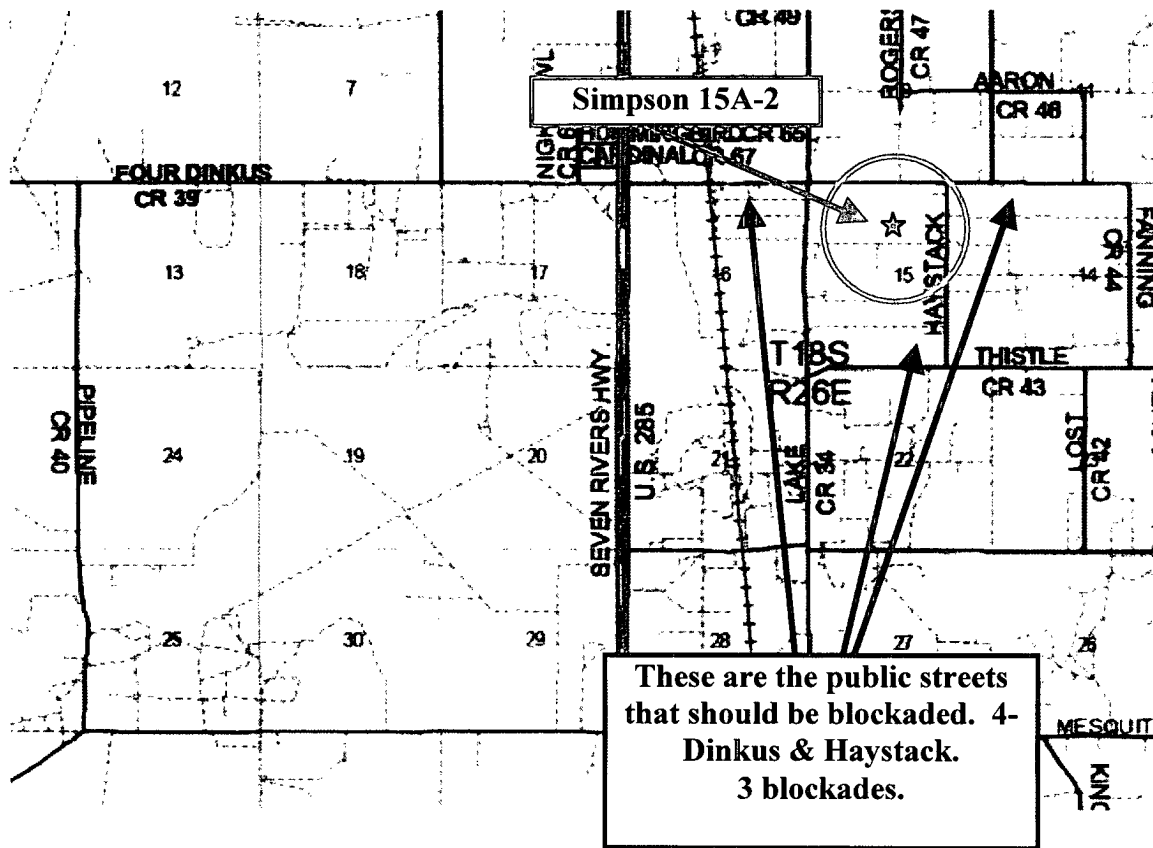 CR 49
ROGERS
CR 47
12
7
AARON
11
CR 46
Simpson 15A-2
CARDINAL
FOUR DINKUS
CR 39
13
18
17
15
14
HAYSTACK
FANNING
CR 44
T18S
R26E
THISTLE
CR 43
PIPELINE
CR 40
24
19
20
SEVEN RIVERS HWY
U.S. 285
21
LAKE
CR 34
22
LOST
CR 42
25
30
29
28
27
26
These are the public streets
that should be blockaded. 4-
Dinkus & Haystack.
3 blockades.
MESQUIT